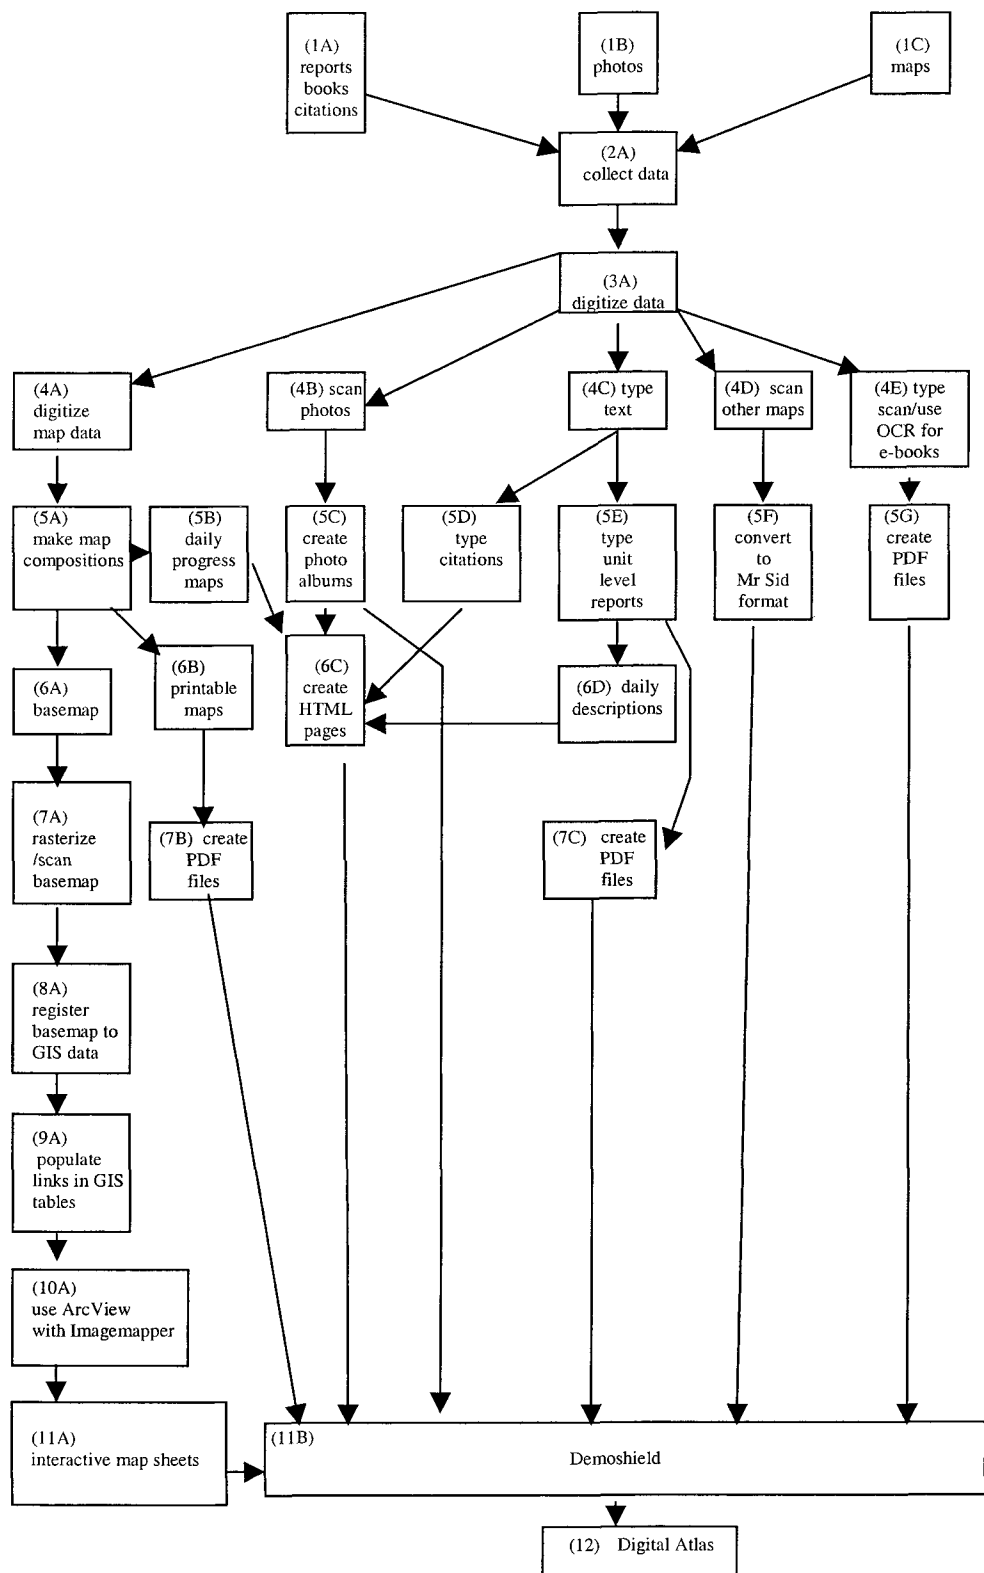 (1A)
reports
books
citations
(1B)
photos
(1C)
maps
(2A)
collect data
(3A)
digitize data
(4A)
digitize
map data
(4B) scan
photos
(4C) type
text
(4D) scan
other maps
(4E) type
scan/use
OCR for
e-books
(5A)
make map
compositions
(5B)
daily
progress
maps
(5C)
create
photo
albums
(5D)
type
citations
(5E)
type
unit
level
reports
(5F)
convert
to
Mr Sid
format
(5G)
create
PDF
files
(6A)
basemap
(6B)
printable
maps
(6C)
create
HTML
pages
(6D) daily
descriptions
(7A)
rasterize
/scan
basemap
(7B) create
PDF
files
(7C) create
PDF
files
(8A)
register
basemap to
GIS data
(9A)
populate
links in GIS
tables
(10A)
use ArcView
with Imagemapper
(11A)
interactive map sheets
(11B)
Demoshield
(12) Digital Atlas